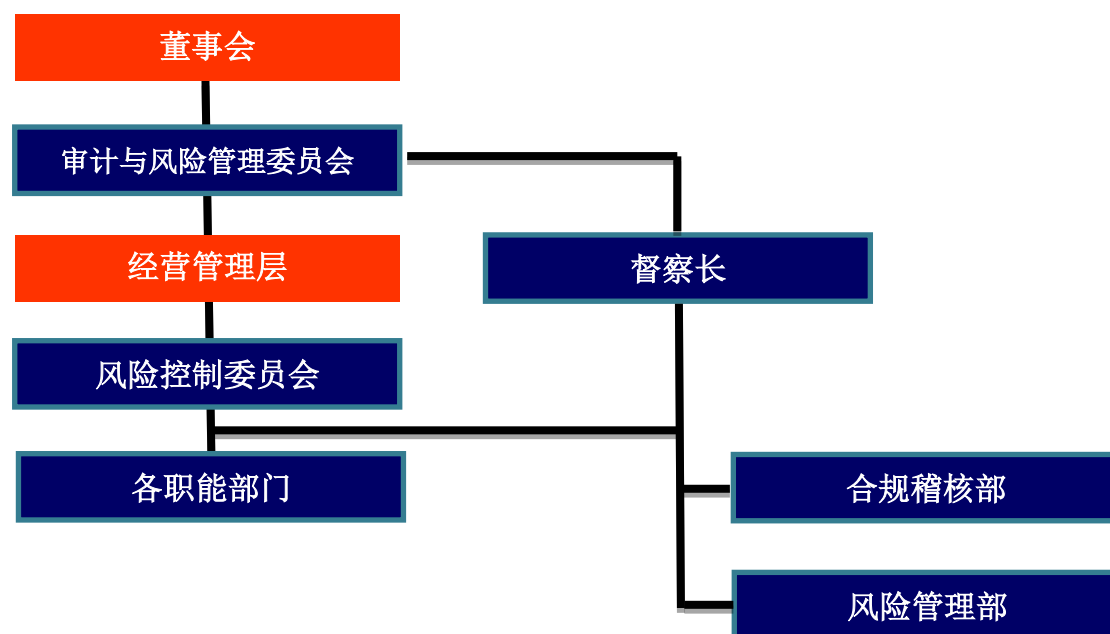 董事会
审计与风险管理委员会
经营管理层
督察长
风险控制委员会
各职能部门
合规稽核部
风险管理部